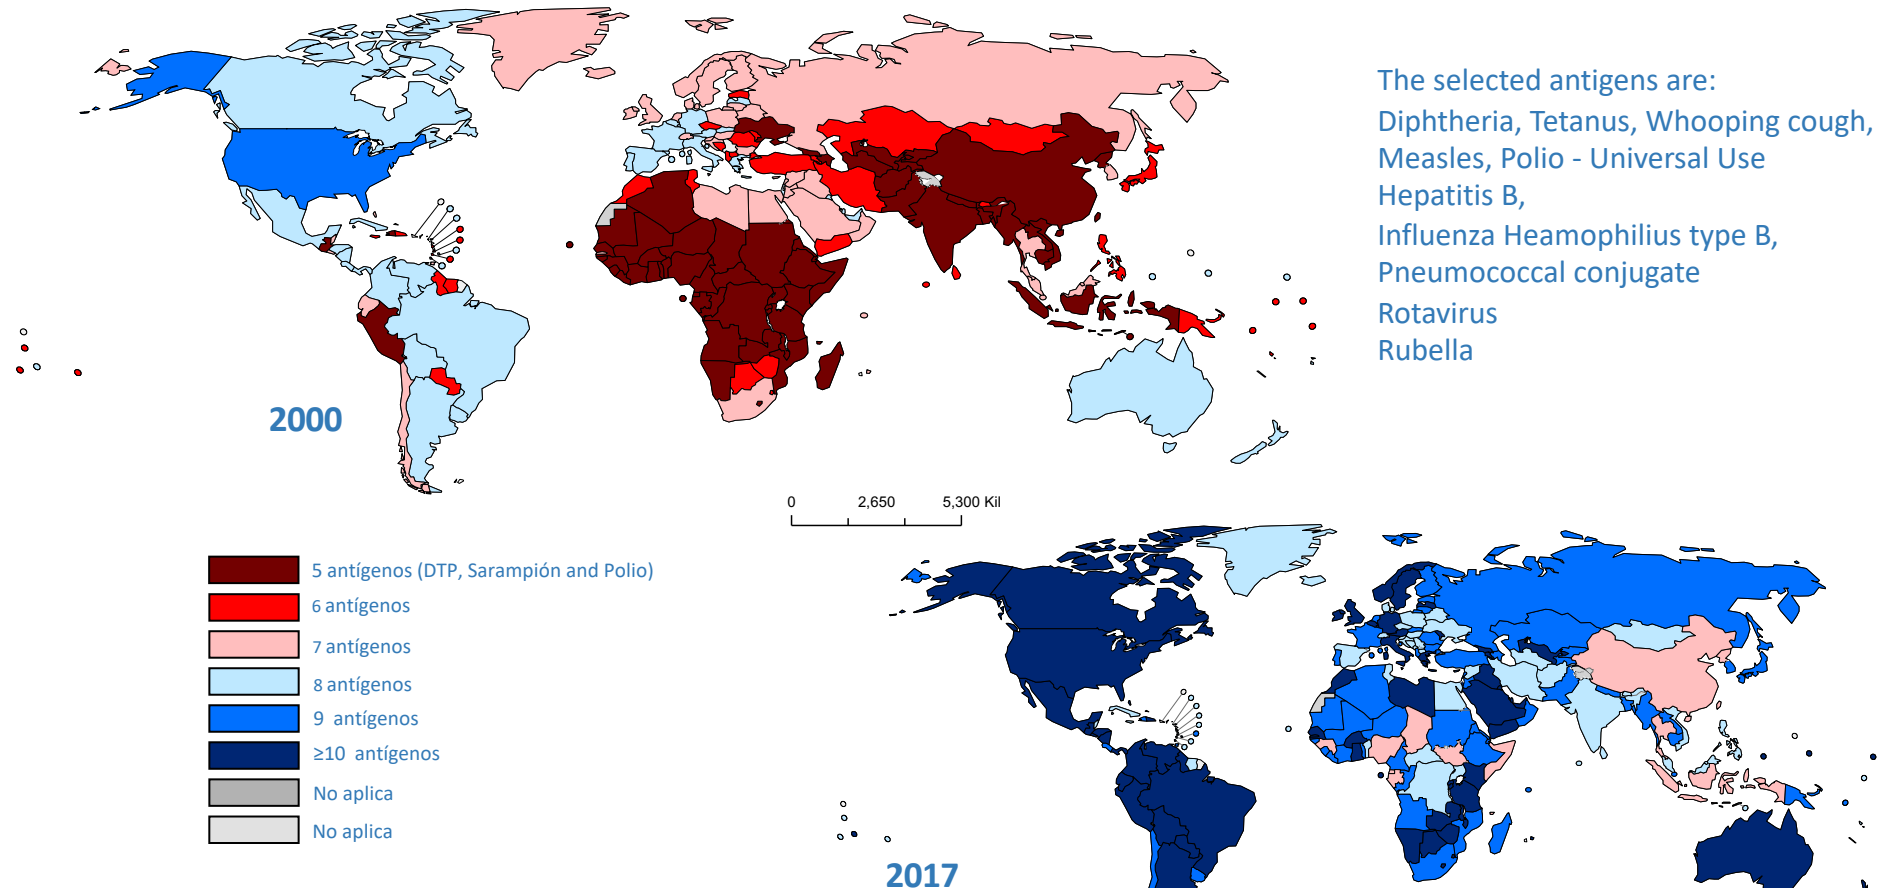 The selected antigens are:
Diphtheria, Tetanus, Whooping cough,
Measles, Polio - Universal Use
Hepatitis B,
Influenza Heamophilius type B,
Pneumococcal conjugate
Rotavirus
Rubella
2000
0 2,650 5,300 Kil
5 antígenos (DTP, Sarampión and Polio)
6 antígenos
7 antígenos
8 antígenos
9 antígenos
≥10 antígenos
No aplica
No aplica
2017